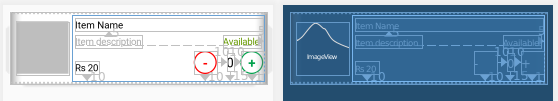 Item Name
Item description
Available
Rs 20
- 0 +
Item Name
Item description
Available
ImageView
Rs 20